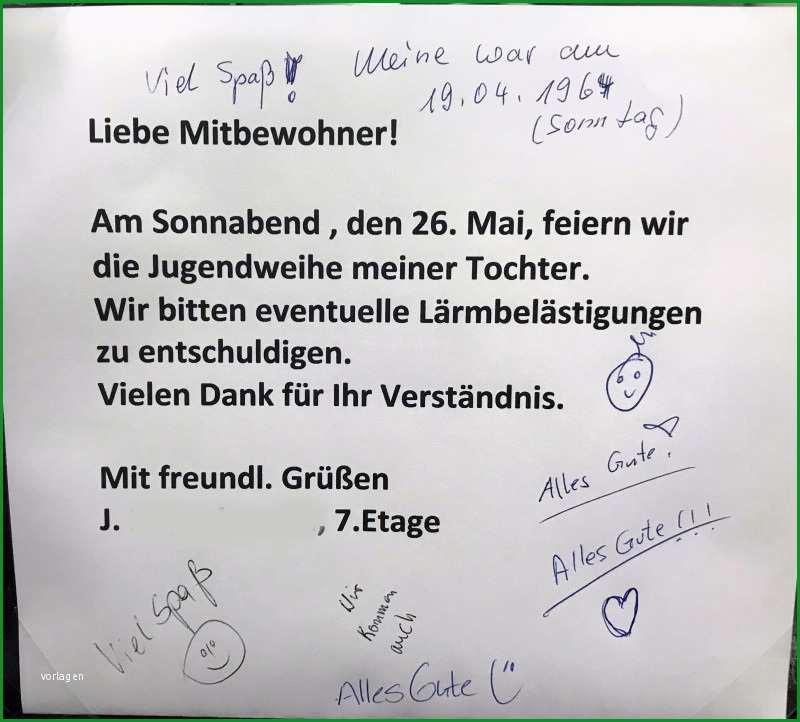 Viel Spaß!
Meine war am
19.04.1964
(Sonntag)
Liebe Mitbewohner!
Am Sonnabend , den 26. Mai, feiern wir
die Jugendweihe meiner Tochter.
Wir bitten eventuelle Lärmbelästigungen
zu entschuldigen.
Vielen Dank für Ihr Verständnis.
Alles Gute!
Mit freundl. Grüßen
J. , 7.Etage
Alles Gute!!!
Viel Spaß
Wir
kommen
auch
Alles Gute
vorlagen